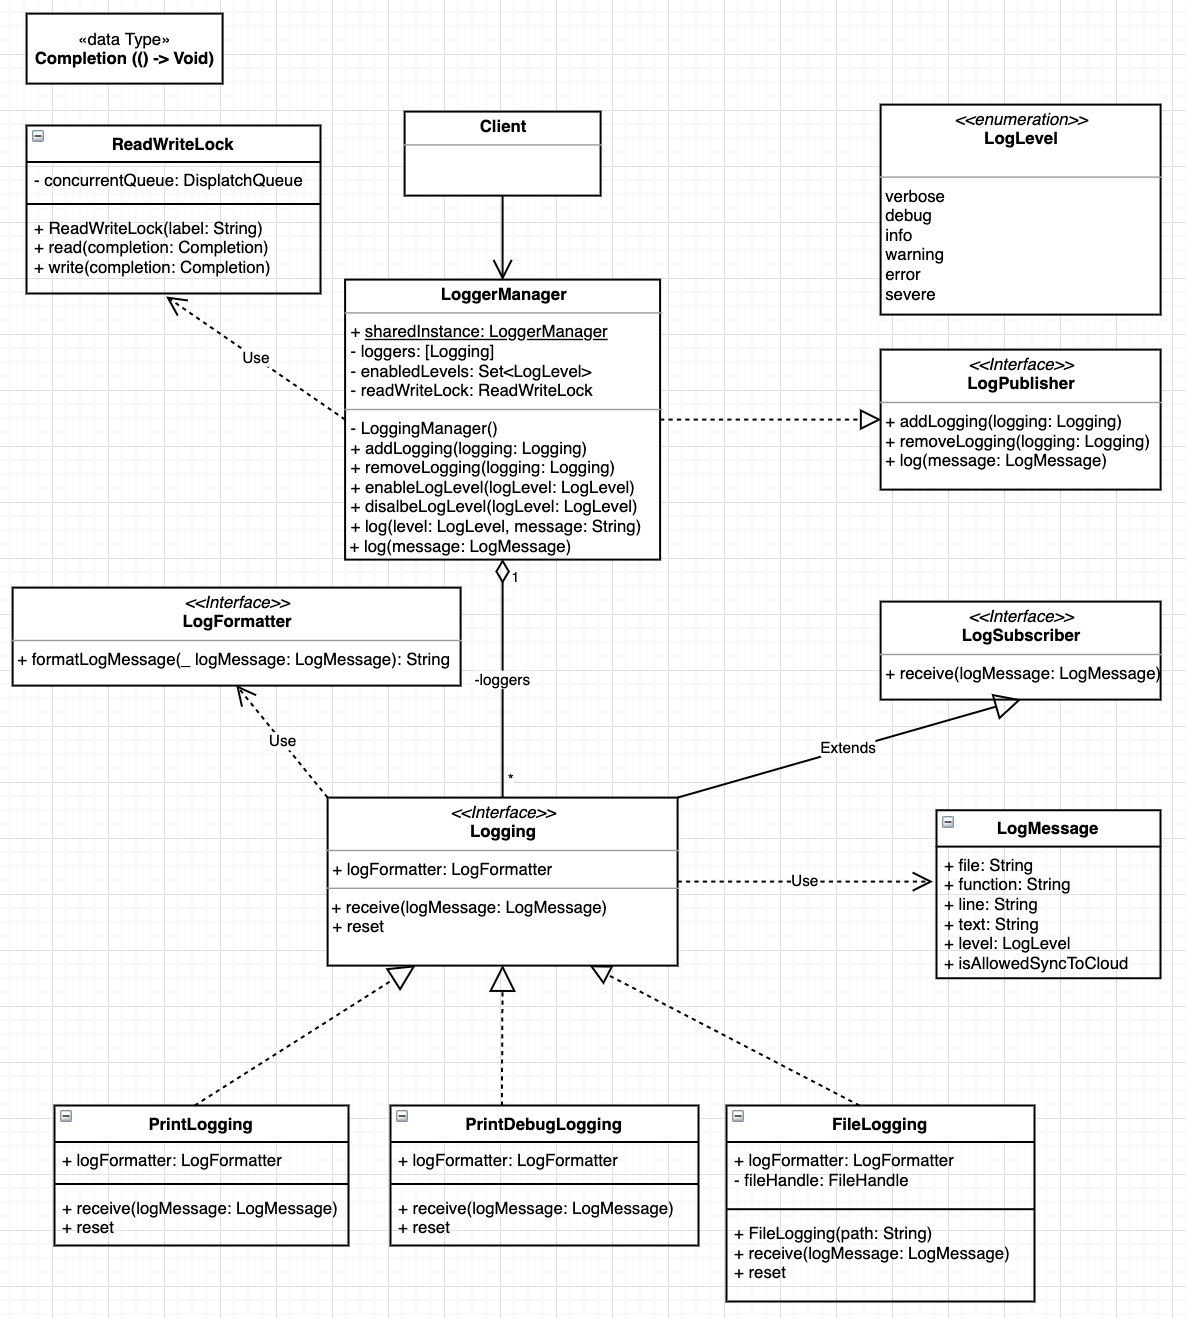 «data Type»
Completion (() -> Void)
ReadWriteLock
- concurrentQueue: DisplatchQueue
+ ReadWriteLock(label: String)
+ read(completion: Completion)
+ write(completion: Completion)
Client
<<enumeration>>
LogLevel
verbose
debug
info
warning
error
severe
Use
LoggerManager
+ sharedInstance: LoggerManager
- loggers: [Logging]
- enabledLevels: Set<LogLevel>
- readWriteLock: ReadWriteLock
- LoggingManager()
+ addLogging(logging: Logging)
+ removeLogging(logging: Logging)
+ enableLogLevel(logLevel: LogLevel)
+ disalbeLogLevel(logLevel: LogLevel)
+ log(level: LogLevel, message: String)
+ log(message: LogMessage)
<<Interface>>
LogPublisher
+ addLogging(logging: Logging)
+ removeLogging(logging: Logging)
+ log(message: LogMessage)
1
-loggers
*
<<Interface>>
LogFormatter
+ formatLogMessage(_ logMessage: LogMessage): String
Use
<<Interface>>
LogSubscriber
+ receive(logMessage: LogMessage)
Extends
<<Interface>>
Logging
+ logFormatter: LogFormatter
+ receive(logMessage: LogMessage)
+ reset
Use
LogMessage
+ file: String
+ function: String
+ line: String
+ text: String
+ level: LogLevel
+ isAllowedSyncToCloud
PrintLogging
+ logFormatter: LogFormatter
+ receive(logMessage: LogMessage)
+ reset
PrintDebugLogging
+ logFormatter: LogFormatter
+ receive(logMessage: LogMessage)
+ reset
FileLogging
+ logFormatter: LogFormatter
- fileHandle: FileHandle
+ FileLogging(path: String)
+ receive(logMessage: LogMessage)
+ reset